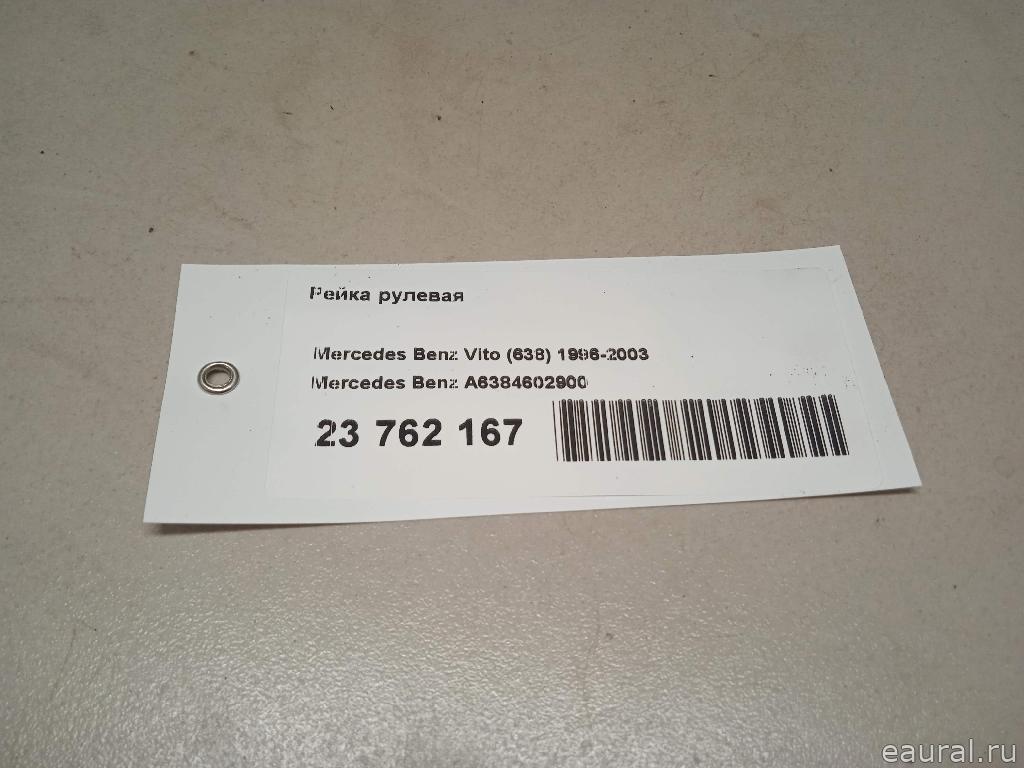 Рейка рулевая
Mercedes Benz Vito (638) 1996-2003
Mercedes Benz A6384602900
23 762 167
eaural.ru